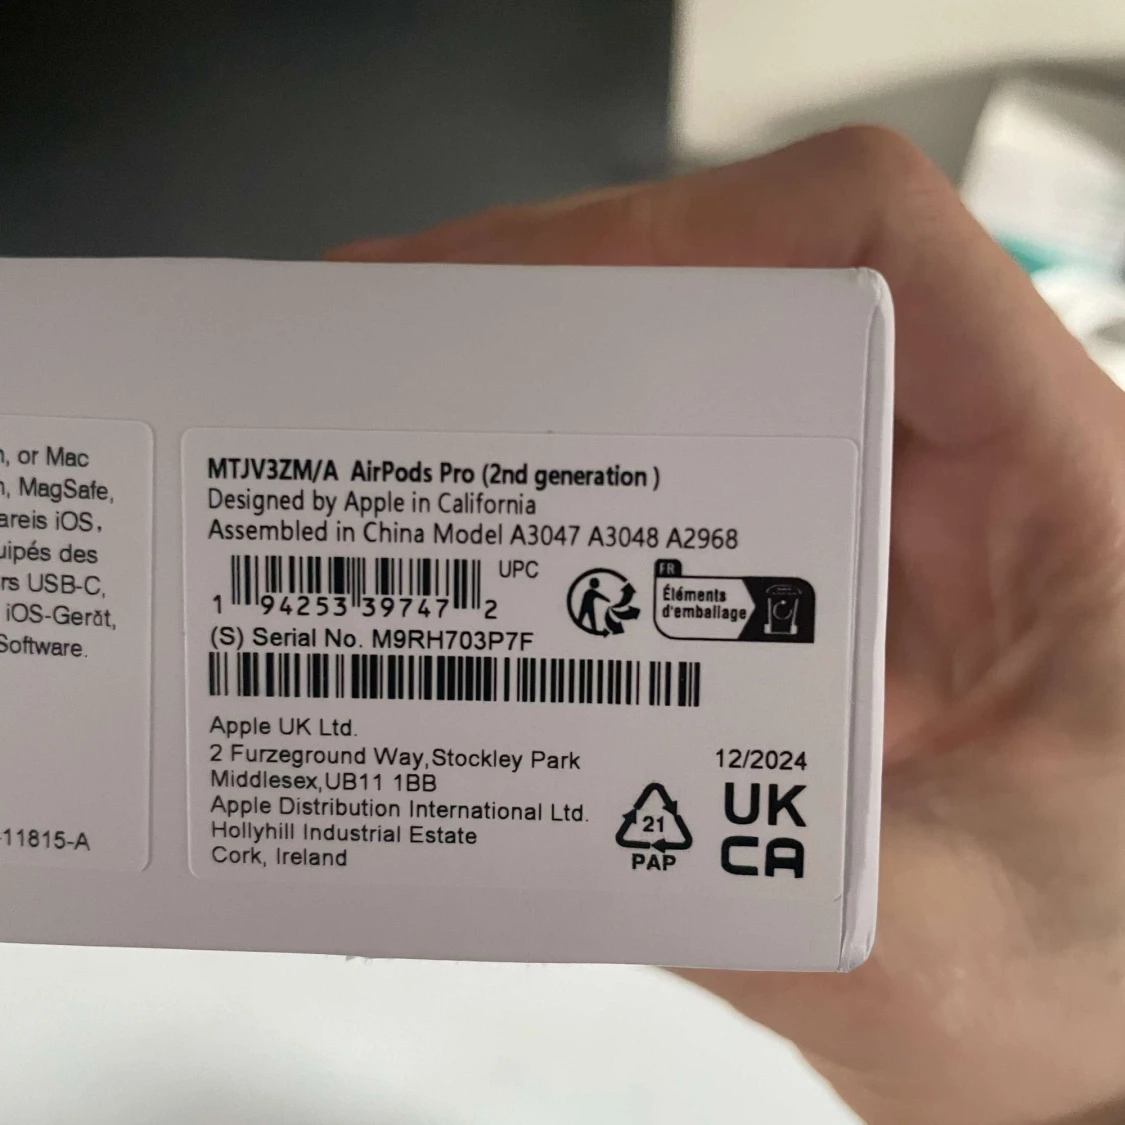 n, or Mac
n, MagSafe,
areis iOS,
uipés des
rs USB-C,
iOS-Gerät,
Software.
-11815-A
MTJV3ZM/A AirPods Pro (2nd generation )
Designed by Apple in California
Assembled in China Model A3047 A3048 A2968
UPC
1 94253 39747 2
FR
Éléments
d'emballage
(S) Serial No. M9RH703P7F
Apple UK Ltd.
2 Furzeground Way,Stockley Park
Middlesex,UB11 1BB
Apple Distribution International Ltd.
Hollyhill Industrial Estate
Cork, Ireland
21
PAP
12/2024
UK
CA